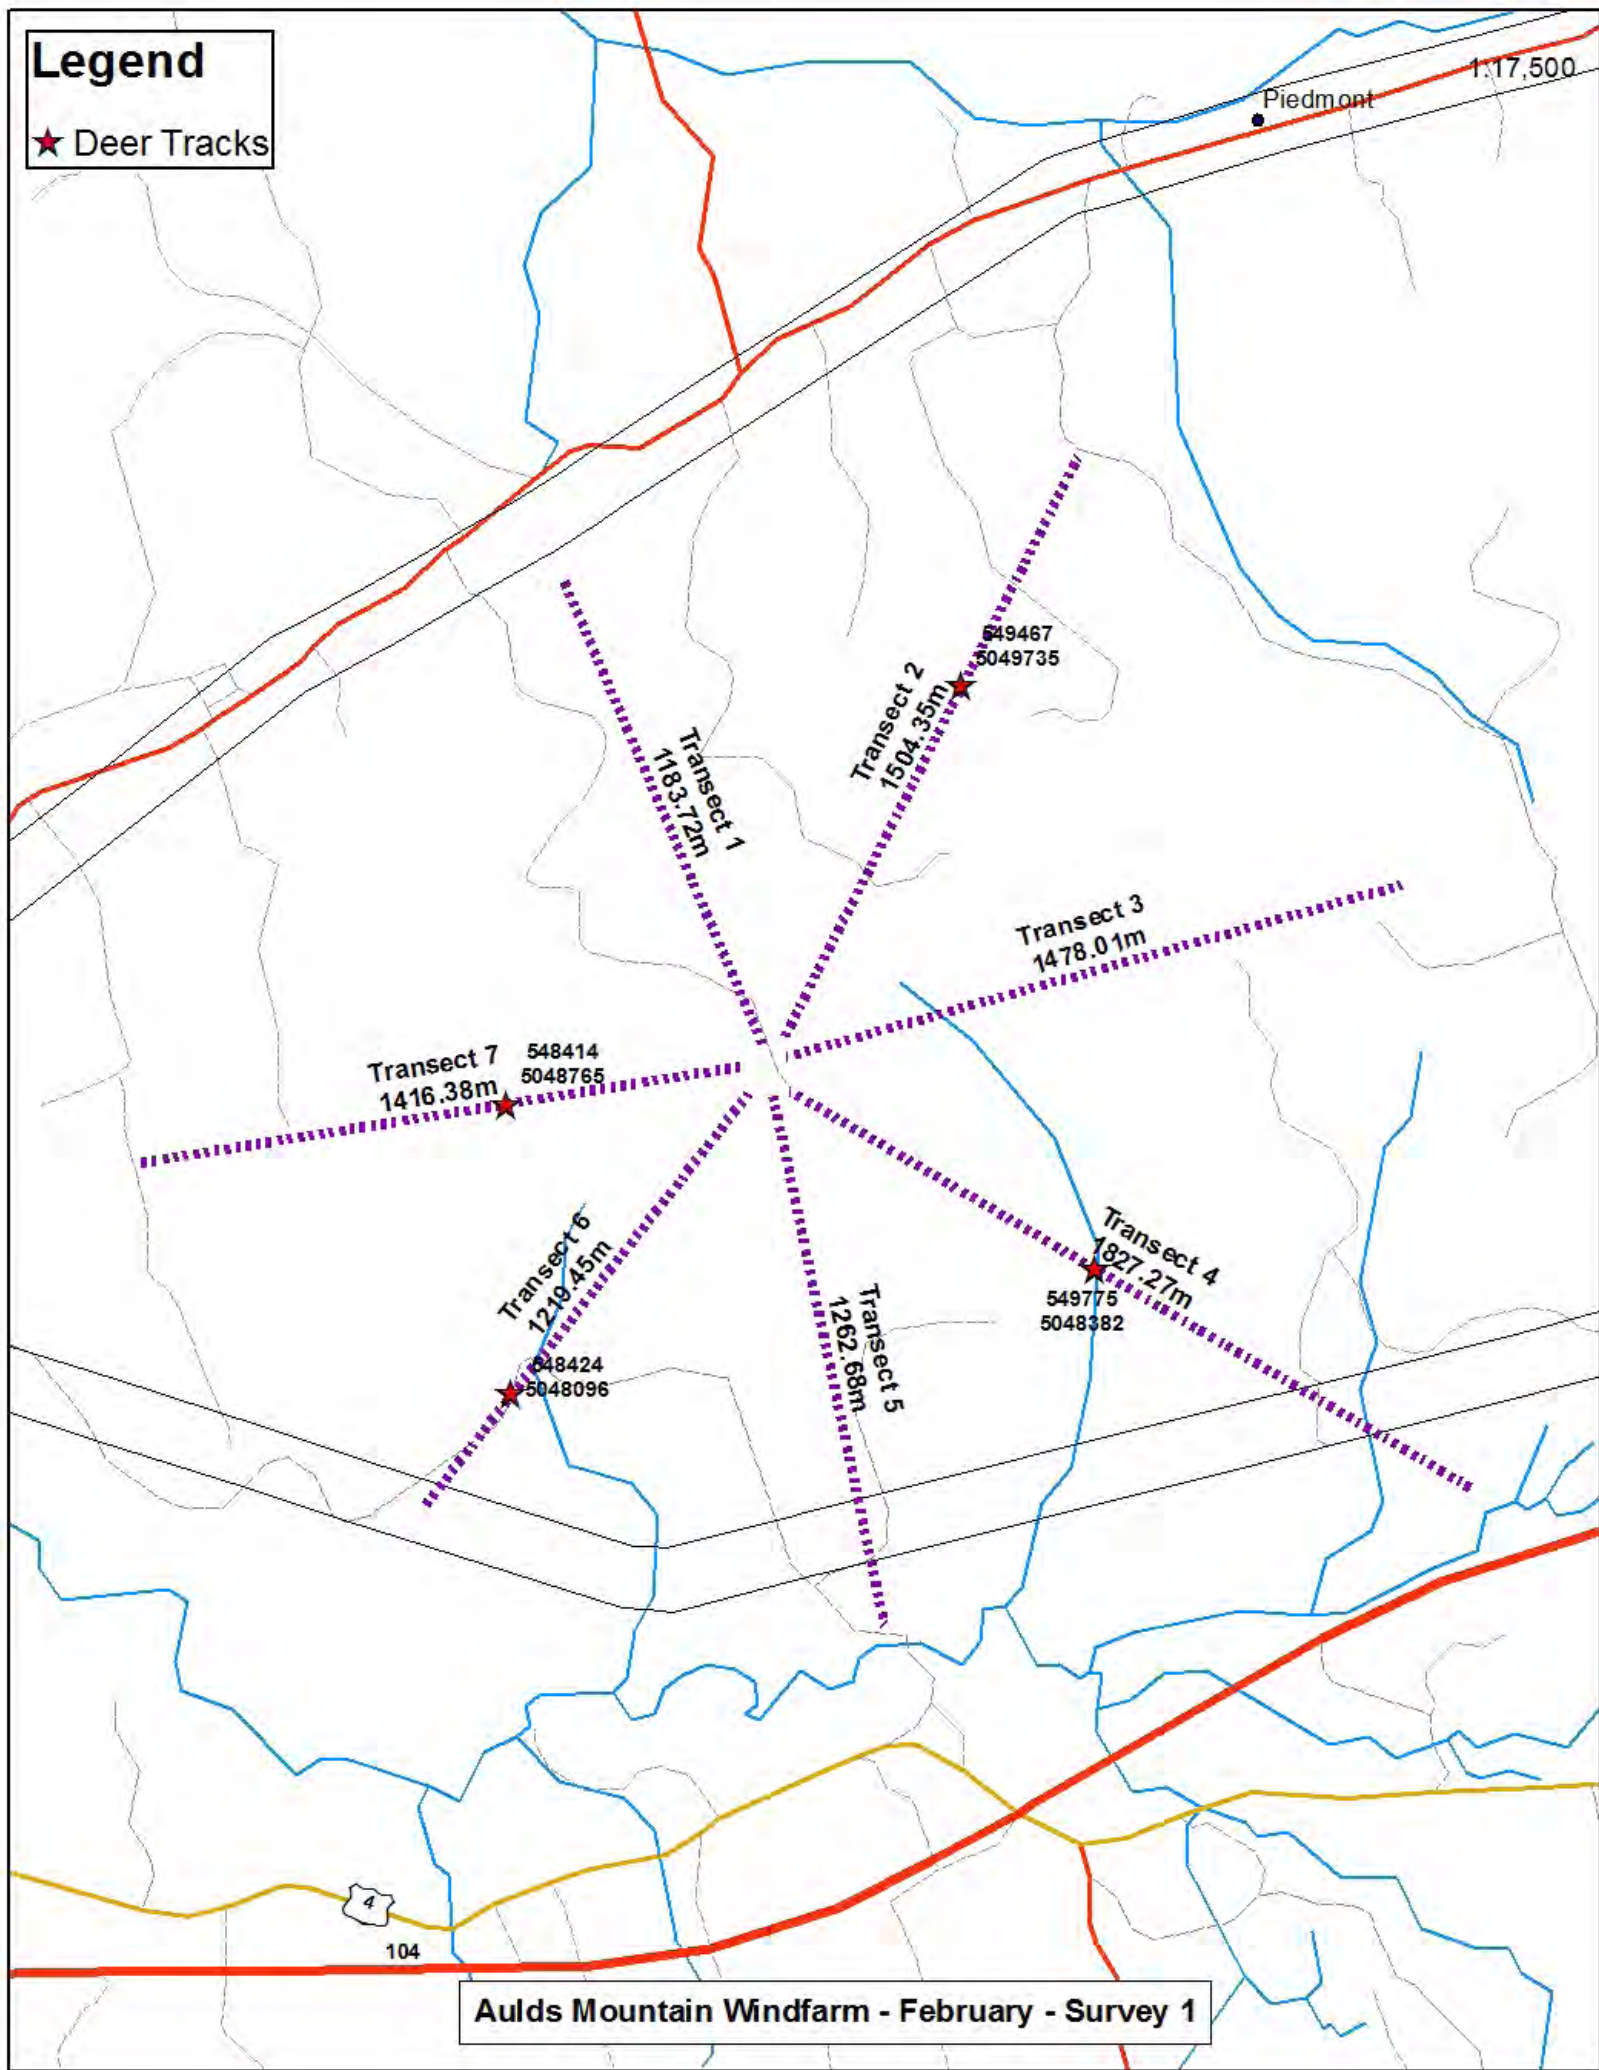 Legend
Deer Tracks
1:17,500
Piedmont
549467
5049735
Transect 2
1504.35m
Transect 1
1183.72m
Transect 3
1478.01m
Transect 7
1416.38m
548414
5048765
Transect 6
1219.45m
Transect 4
1827.27m
549775
5048382
Transect 5
1262.68m
548424
5048096
4
104
Aulds Mountain Windfarm - February - Survey 1